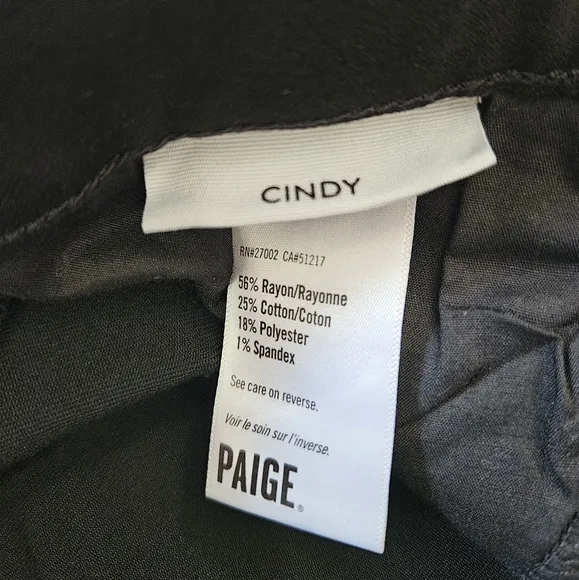 CINDY
RN#27002 CA#51217
56% Rayon/Rayonne
25% Cotton/Coton
18% Polyester
1% Spandex
See care on reverse.
Voir le soin sur l'inverse.
PAIGE®